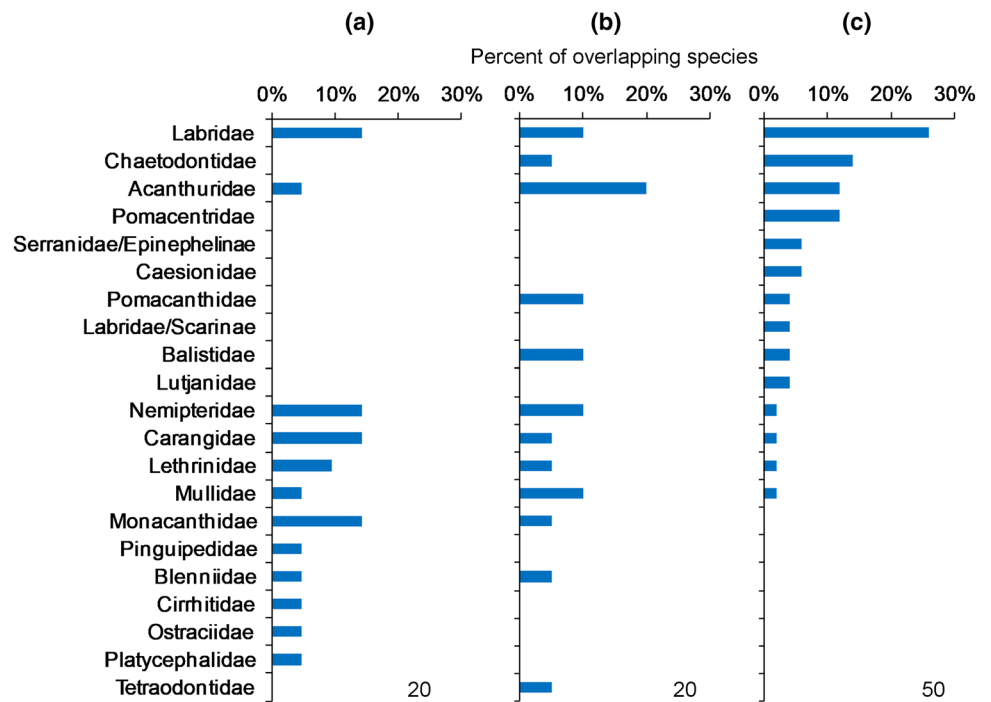 (a) (b) (c)
Percent of overlapping species
0% 10% 20% 30% 0% 10% 20% 30% 0% 10% 20% 30%
Labridae
Chaetodontidae
Acanthuridae
Pomacentridae
Serranidae/Epinephelinae
Caesionidae
Pomacanthidae
Labridae/Scarinae
Balistidae
Lutjanidae
Nemipteridae
Carangidae
Lethrinidae
Mullidae
Monacanthidae
Pinguipedidae
Blenniidae
Cirrhitidae
Ostraciidae
Platycephalidae
Tetraodontidae 20 20 50